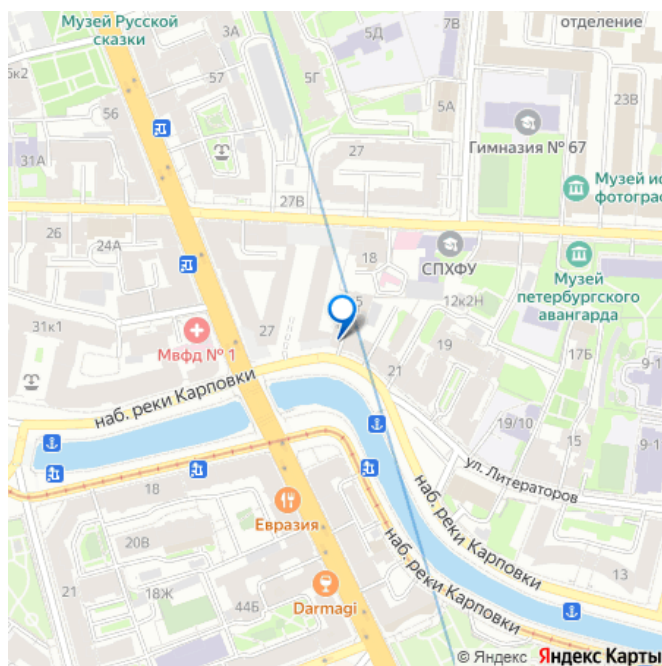 Музей Русской
сказки
3А
5Д
7В
отделение
5к2
57
5Г
5А
23В
56
Гимназия № 67
31А
27
Музей ис
фотограф
27В
26
24А
18
СПХФУ
Музей
петербургского
авангарда
12к2Н
31к1
27
19
Мвфд № 1
21
17Б
9-1
наб. реки Карповки
19/10
15
9-1
ул. Литераторов
18
Евразия
наб. реки Карповки
20В
21
18Ж
44Б
Darmagi
наб. реки Карповки
13
© Яндекс Яндекс Карты